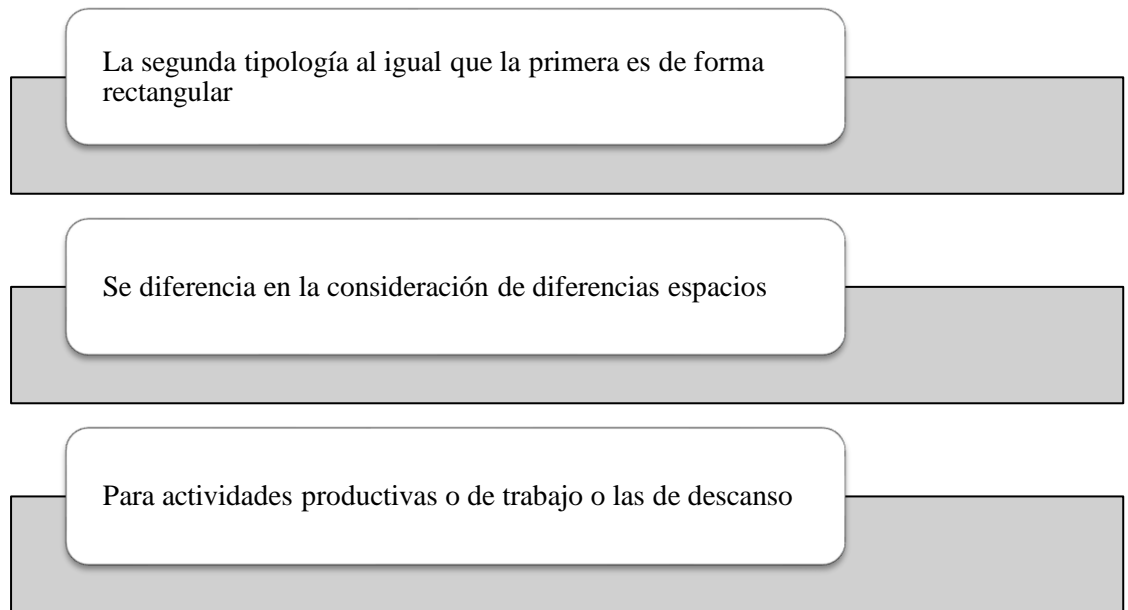 La segunda tipología al igual que la primera es de forma
rectangular
Se diferencia en la consideración de diferencias espacios
Para actividades productivas o de trabajo o las de descanso